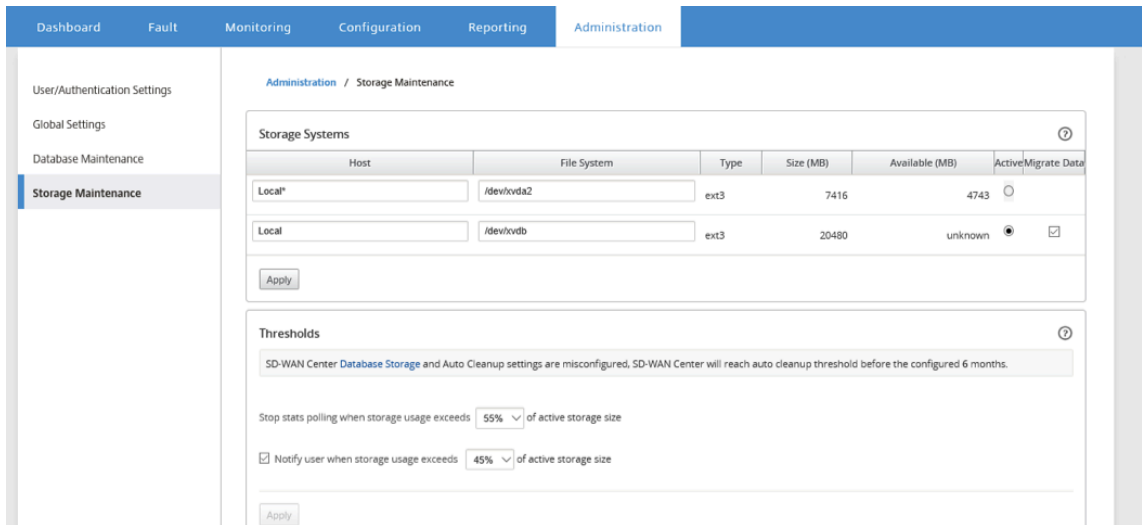 Dashboard Fault Monitoring Configuration Reporting Administration
User/Authentication Settings
Global Settings
Database Maintenance
Storage Maintenance
Administration / Storage Maintenance
Storage Systems ?
Host File System Type Size (MB) Available (MB) Active Migrate Data
Local* /dev/xvda2 ext3 7416 4743
Local /dev/xvdb ext3 20480 unknown
Apply
Thresholds ?
SD-WAN Center Database Storage and Auto Cleanup settings are misconfigured, SD-WAN Center will reach auto cleanup threshold before the configured 6 months.
Stop stats polling when storage usage exceeds 55% of active storage size
Notify user when storage usage exceeds 45% of active storage size
Apply